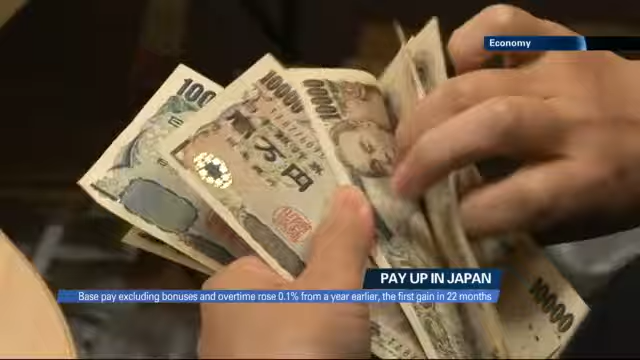 Economy
100
10000
壱万円
10000
10000
PAY UP IN JAPAN
Base pay excluding bonuses and overtime rose 0.1% from a year earlier, the first gain in 22 months